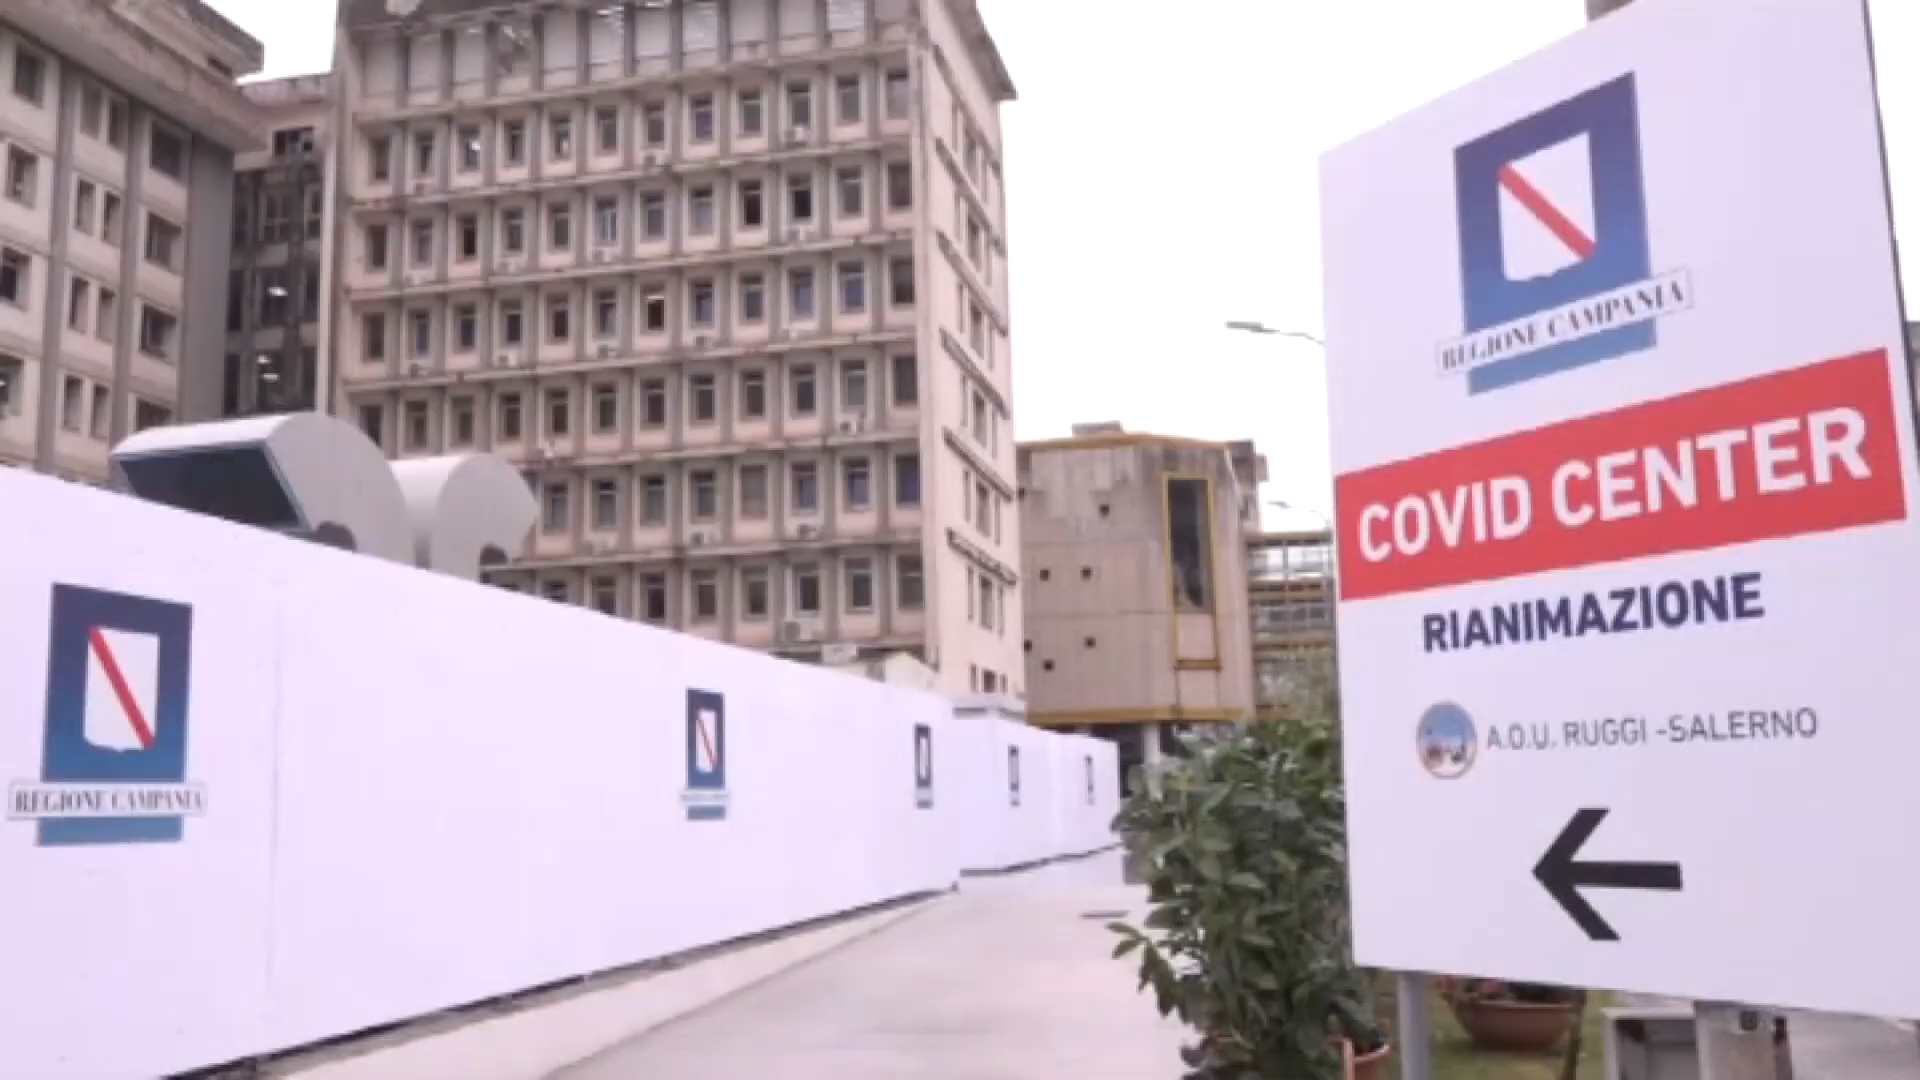 REGIONE CAMPANIA
COVID CENTER
RIANIMAZIONE
A.O.U. RUGGI -SALERNO
REGIONE CAMPANIA